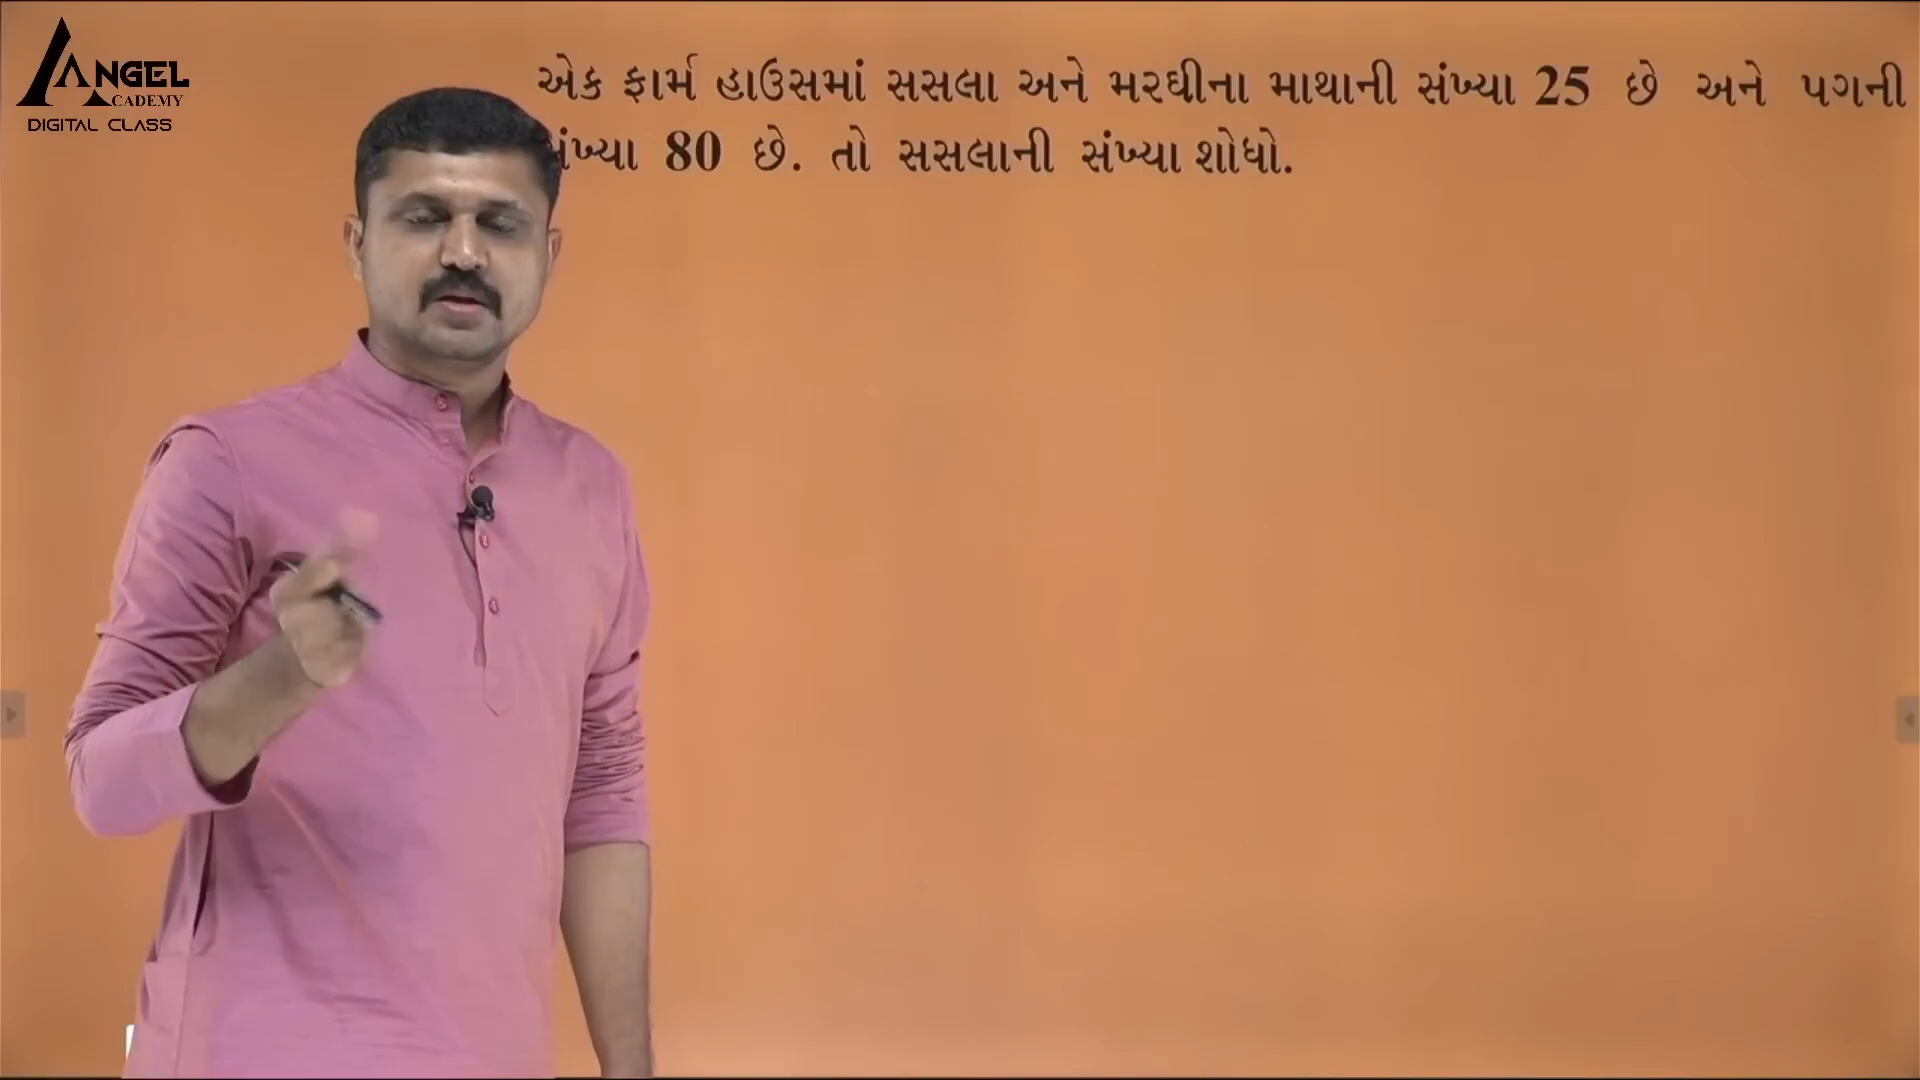 ANGEL
ACADEMY
DIGITAL CLASS
એક ફાર્મ હાઉસમાં સસલા અને મરઘીના માથાની સંખ્યા 25 છે અને પગની
80 છે. તો સસલાની સંખ્યા શોધો.